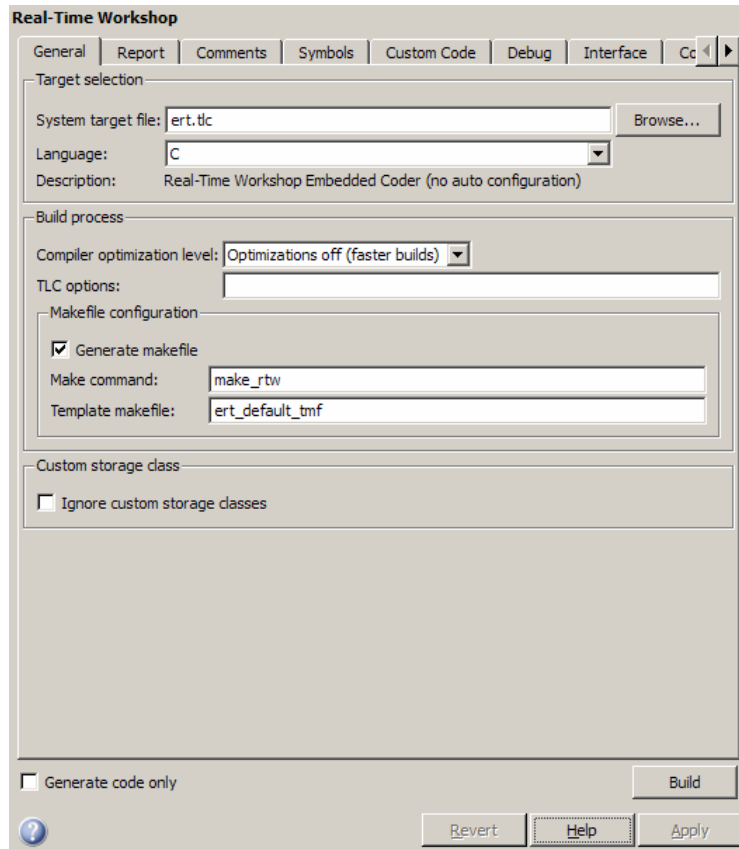 Real-Time Workshop
General Report Comments Symbols Custom Code Debug Interface
Target selection
System target file: ert.tlc Browse...
Language: C
Description: Real-Time Workshop Embedded Coder (no auto configuration)
Build process
Compiler optimization level: Optimizations off (faster builds)
TLC options:
Makefile configuration
Generate makefile
Make command: make_rtw
Template makefile: ert_default_tmf
Custom storage class
Ignore custom storage classes
Generate code only Build
? Revert Help Apply